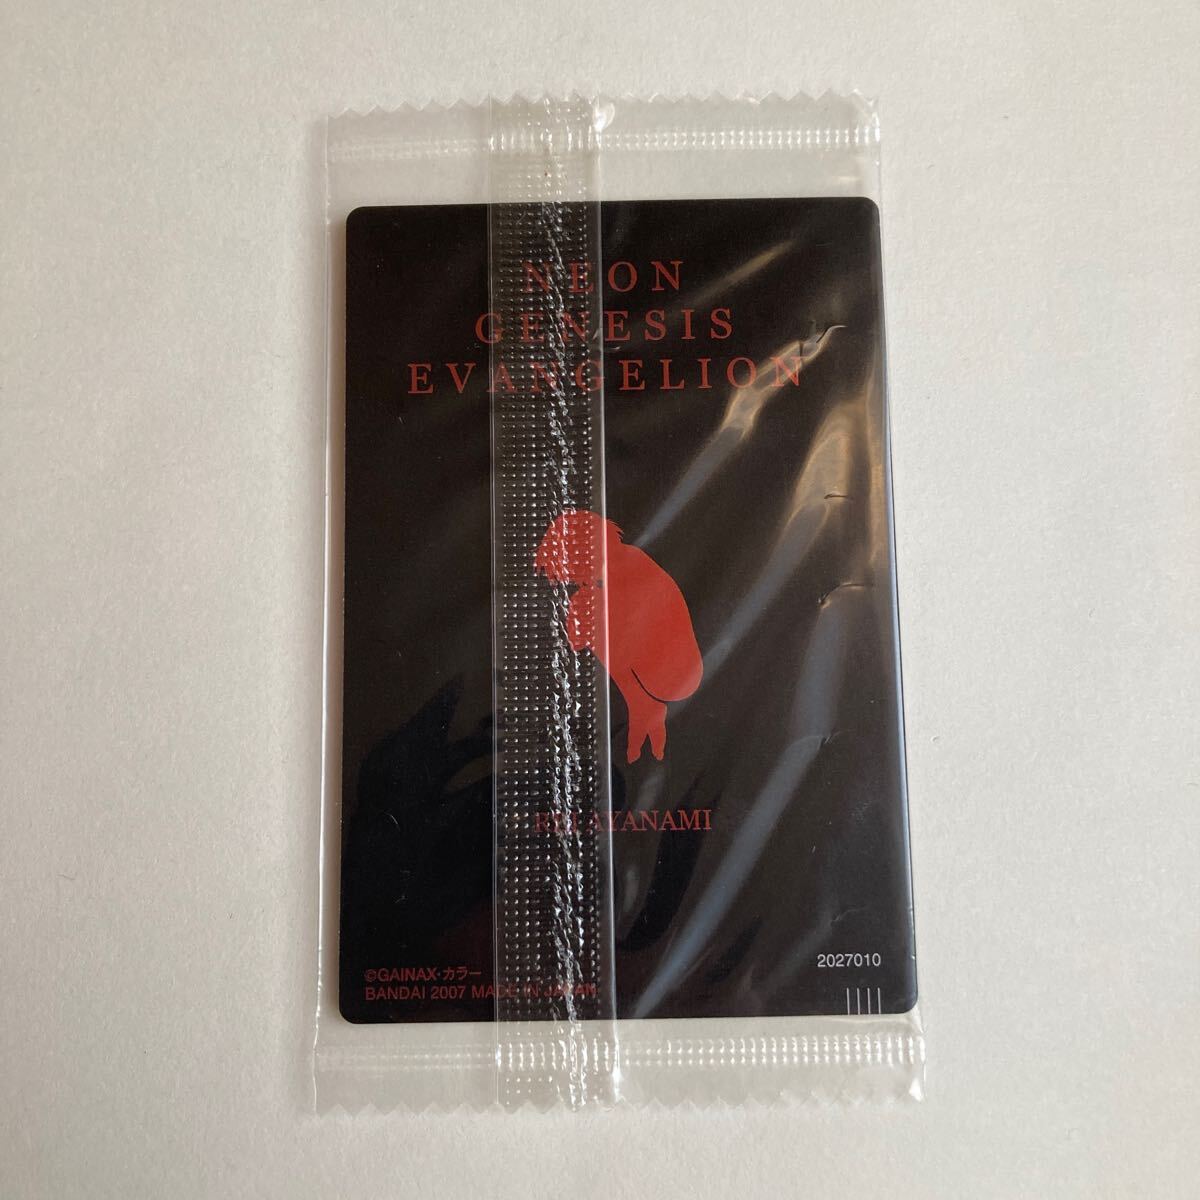 NEON
GENESIS
EVANGELION
REI AYANAMI
2027010
©GAINAX・カラー
BANDAI 2007 MADE IN JAPAN